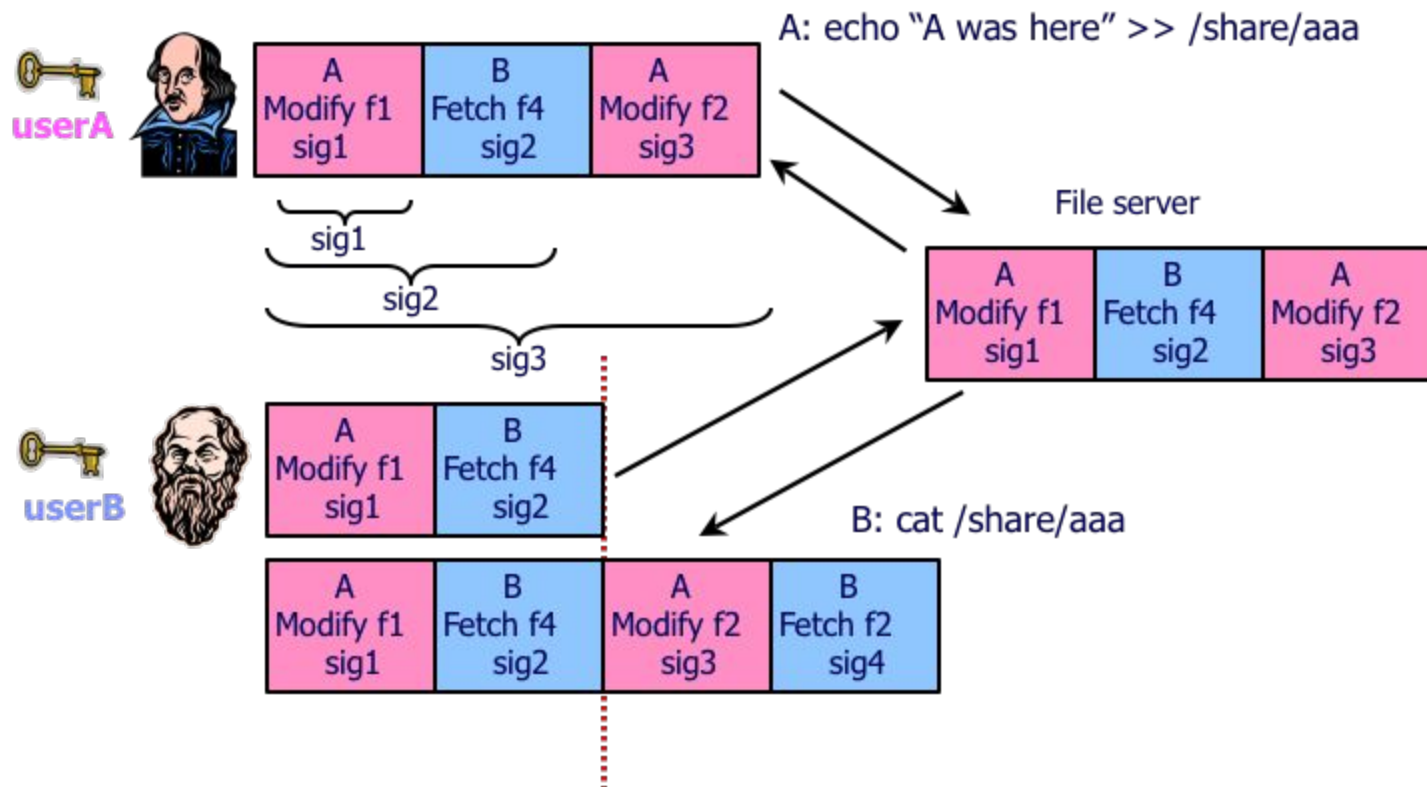 A: echo “A was here” >> /share/aaa
userA
A
Modify f1
sig1
B
Fetch f4
sig2
A
Modify f2
sig3
sig1
sig2
sig3
File server
A
Modify f1
sig1
B
Fetch f4
sig2
A
Modify f2
sig3
userB
A
Modify f1
sig1
B
Fetch f4
sig2
B: cat /share/aaa
A
Modify f1
sig1
B
Fetch f4
sig2
A
Modify f2
sig3
B
Fetch f2
sig4